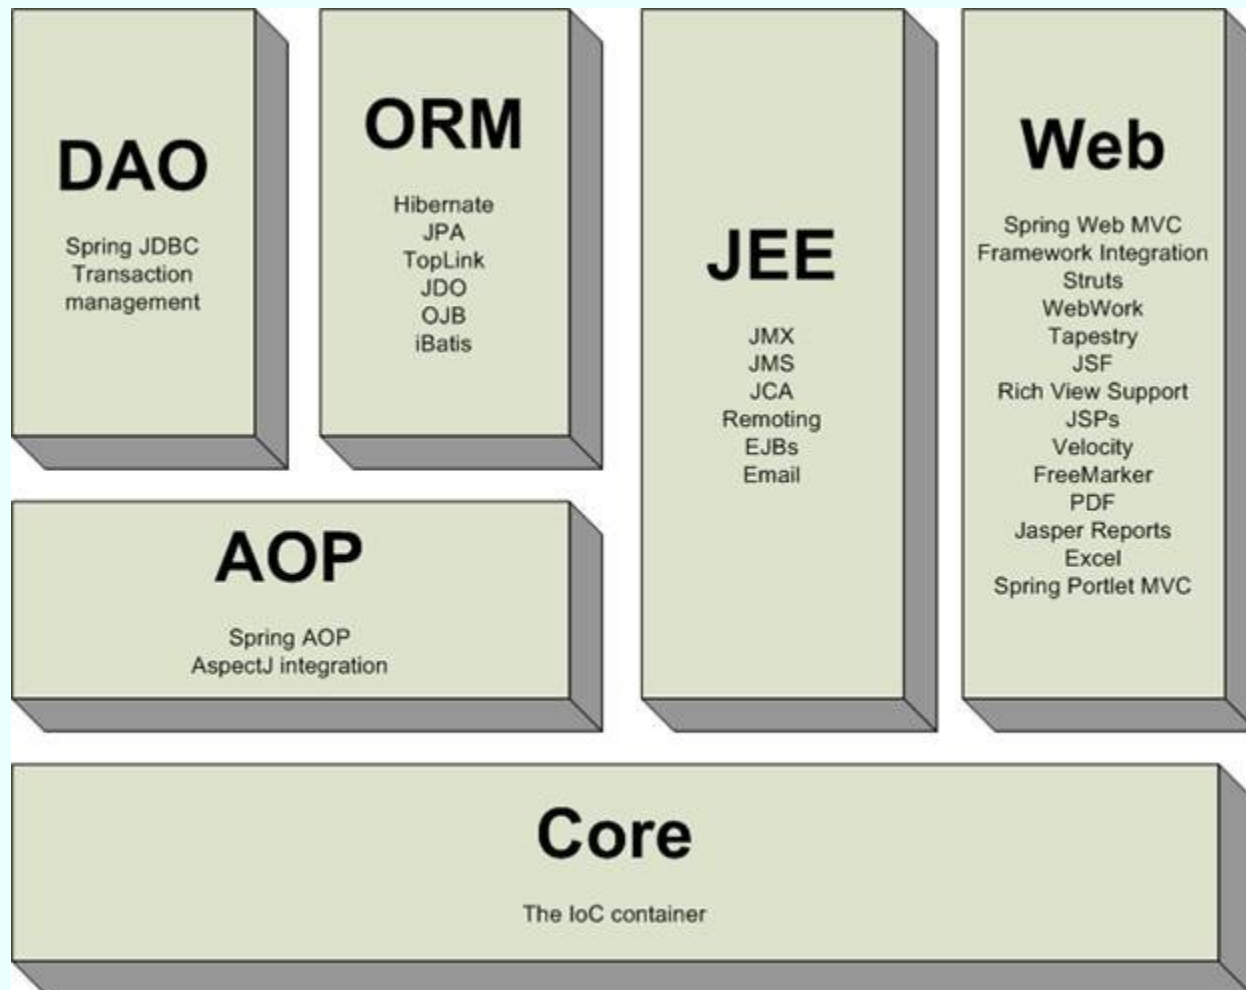 DAO
Spring JDBC
Transaction
management
ORM
Hibernate
JPA
TopLink
JDO
OJB
iBatis
JEE
JMX
JMS
JCA
Remoting
EJBs
Email
Web
Spring Web MVC
Framework Integration
Struts
WebWork
Tapestry
JSF
Rich View Support
JSPs
Velocity
FreeMarker
PDF
Jasper Reports
Excel
Spring Portlet MVC
AOP
Spring AOP
AspectJ integration
Core
The IoC container